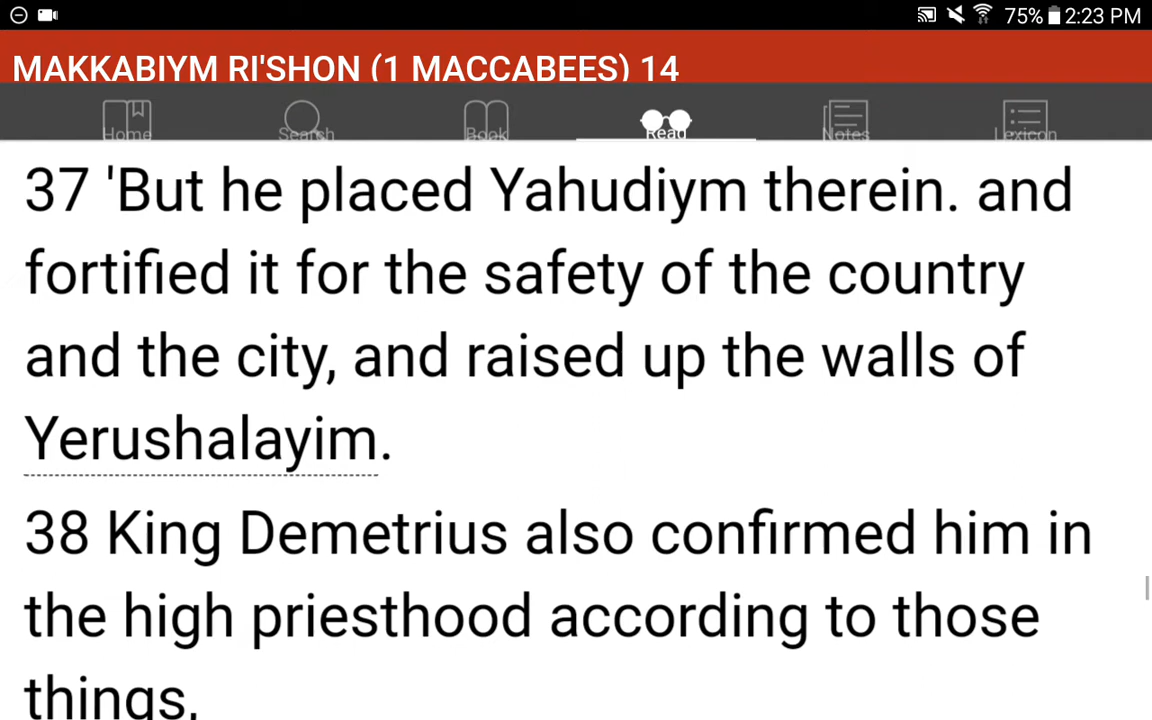 75% 2:23 PM
MAKKABIYM RI'SHON (1 MACCABEES) 14
Home Search Book Read Notes Lexicon
37 'But he placed Yahudiym therein. and
fortified it for the safety of the country
and the city, and raised up the walls of
Yerushalayim.
38 King Demetrius also confirmed him in
the high priesthood according to those
things,